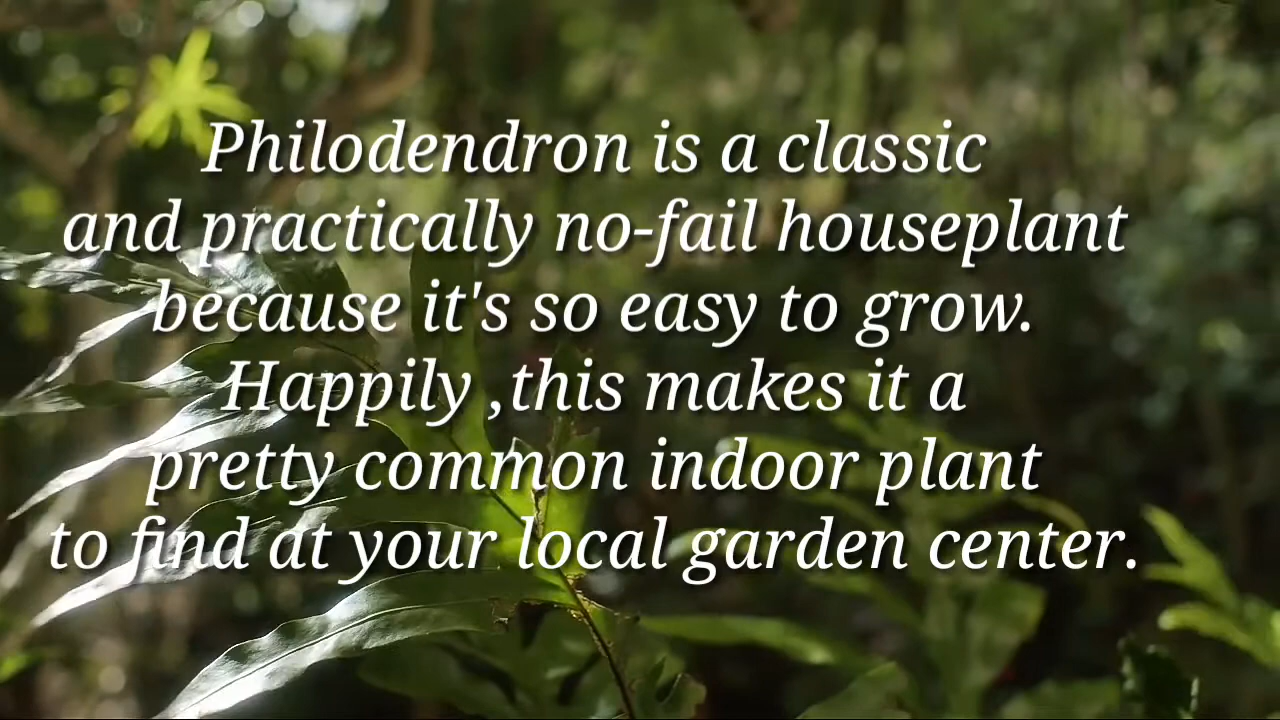 Philodendron is a classic
and practically no-fail houseplant
because it's so easy to grow.
Happily ,this makes it a
pretty common indoor plant
to find at your local garden center.